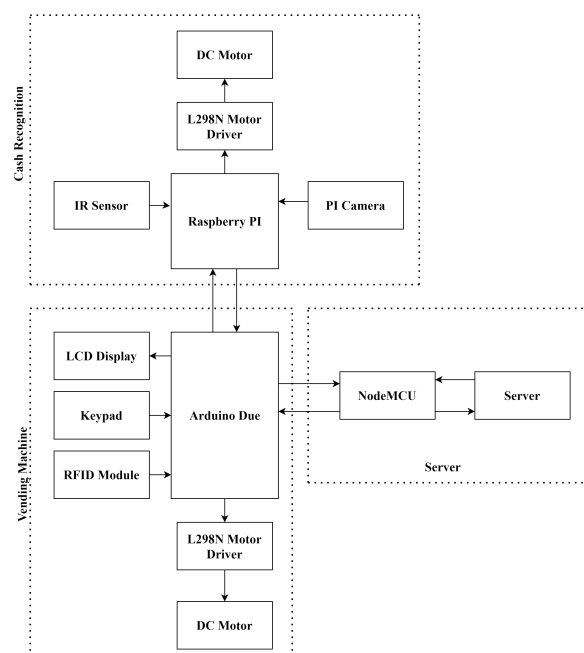 Cash Recognition
DC Motor
L298N Motor
Driver
IR Sensor
Raspberry PI
PI Camera
Vending Machine
LCD Display
Keypad
RFID Module
Arduino Due
NodeMCU
Server
Server
L298N Motor
Driver
DC Motor